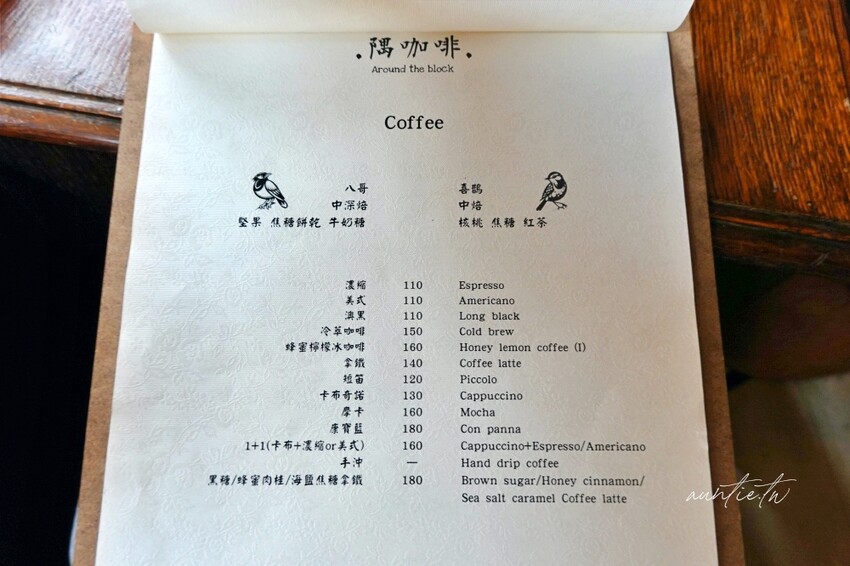 隅咖啡
Around the block
Coffee
八哥
中深焙
堅果 焦糖餅乾 牛奶糖
喜鵲
中焙
核桃 焦糖 紅茶
濃縮 110 Espresso
美式 110 Americano
澳黑 110 Long black
冷萃咖啡 150 Cold brew
蜂蜜檸檬冰咖啡 160 Honey lemon coffee (I)
拿鐵 140 Coffee latte
短笛 120 Piccolo
卡布奇諾 130 Cappuccino
摩卡 160 Mocha
康寶藍 180 Con panna
1+1(卡布+濃縮or美式) 160 Cappuccino+Espresso/Americano
手沖 — Hand drip coffee
黑糖/蜂蜜肉桂/海鹽焦糖拿鐵 180 Brown sugar/Honey cinnamon/
Sea salt caramel Coffee latte
auntie.tw